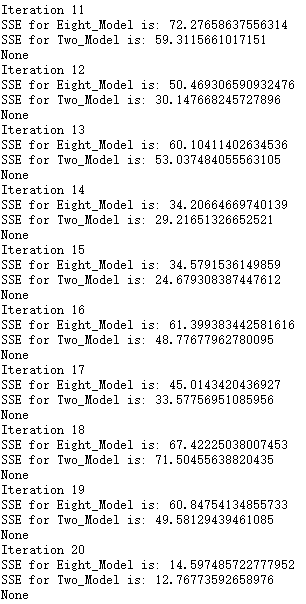 Iteration 11
SSE for Eight_Model is: 72.27658637556314
SSE for Two_Model is: 59.3115661017151
None
Iteration 12
SSE for Eight_Model is: 50.469306590932476
SSE for Two_Model is: 30.147668245727896
None
Iteration 13
SSE for Eight_Model is: 60.10411402634536
SSE for Two_Model is: 53.037484055563105
None
Iteration 14
SSE for Eight_Model is: 34.20664669740139
SSE for Two_Model is: 29.21651326652521
None
Iteration 15
SSE for Eight_Model is: 34.5791536149859
SSE for Two_Model is: 24.679308387447612
None
Iteration 16
SSE for Eight_Model is: 61.399383442581616
SSE for Two_Model is: 48.77677962780095
None
Iteration 17
SSE for Eight_Model is: 45.0143420436927
SSE for Two_Model is: 33.57756951085956
None
Iteration 18
SSE for Eight_Model is: 67.42225038007453
SSE for Two_Model is: 71.50455638820435
None
Iteration 19
SSE for Eight_Model is: 60.84754134855733
SSE for Two_Model is: 49.58129439461085
None
Iteration 20
SSE for Eight_Model is: 14.597485722777952
SSE for Two_Model is: 12.76773592658976
None